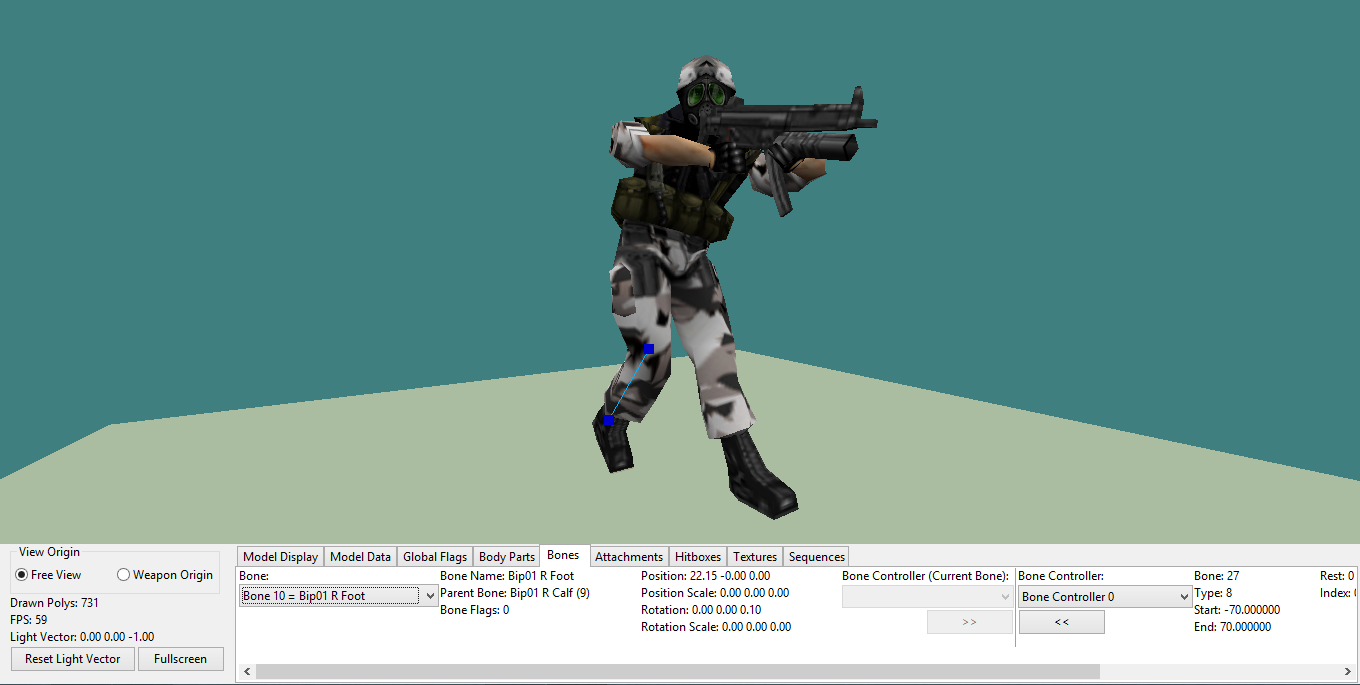 View Origin
Free View
Weapon Origin
Drawn Polys: 731
FPS: 59
Light Vector: 0.00 0.00 -1.00
Reset Light Vector
Fullscreen
Model Display
Model Data
Global Flags
Body Parts
Bones
Attachments
Hitboxes
Textures
Sequences
Bone:
Bone 10 = Bip01 R Foot
Bone Name: Bip01 R Foot
Parent Bone: Bip01 R Calf (9)
Bone Flags: 0
Position: 22.15 -0.00 0.00
Position Scale: 0.00 0.00 0.00
Rotation: 0.00 0.00 0.10
Rotation Scale: 0.00 0.00 0.00
Bone Controller (Current Bone):
>>
Bone Controller:
Bone Controller 0
<<
Bone: 27
Type: 8
Start: -70.000000
End: 70.000000
Rest: 0
Index: